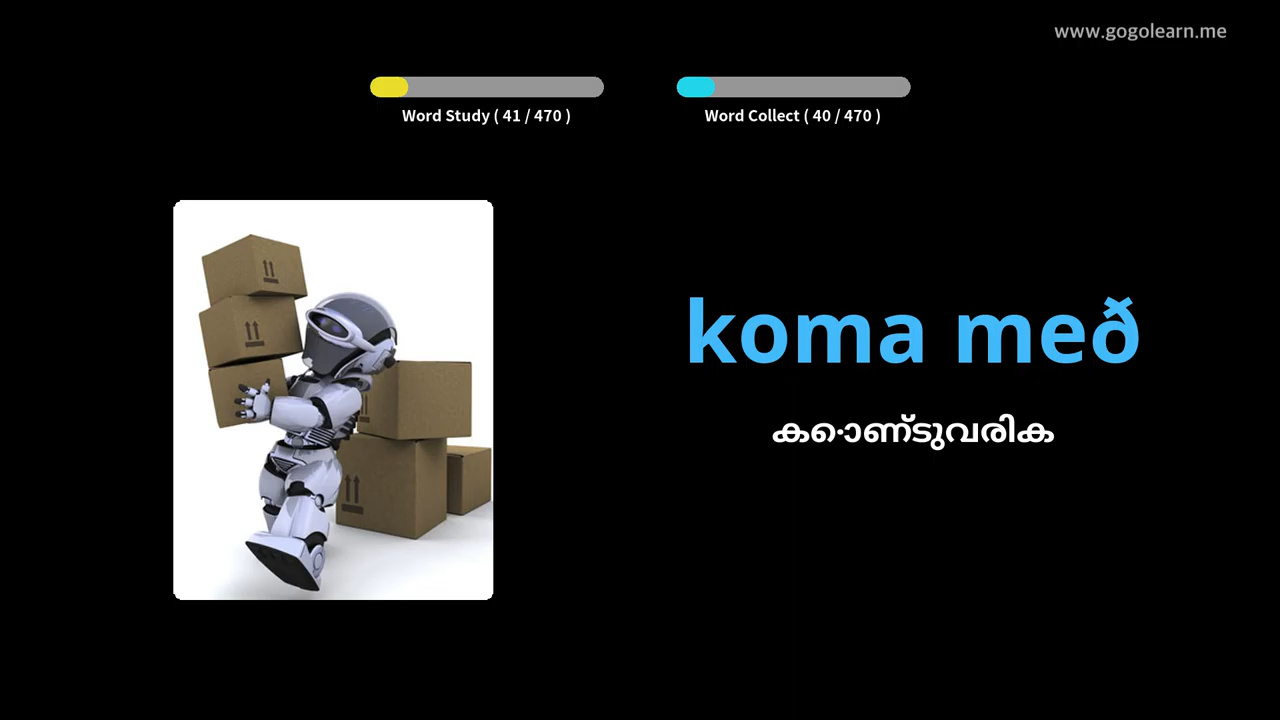 www.gogolearn.me
Word Study ( 41 / 470 )
Word Collect ( 40 / 470 )
koma með
കൊണ്ടുവരിക